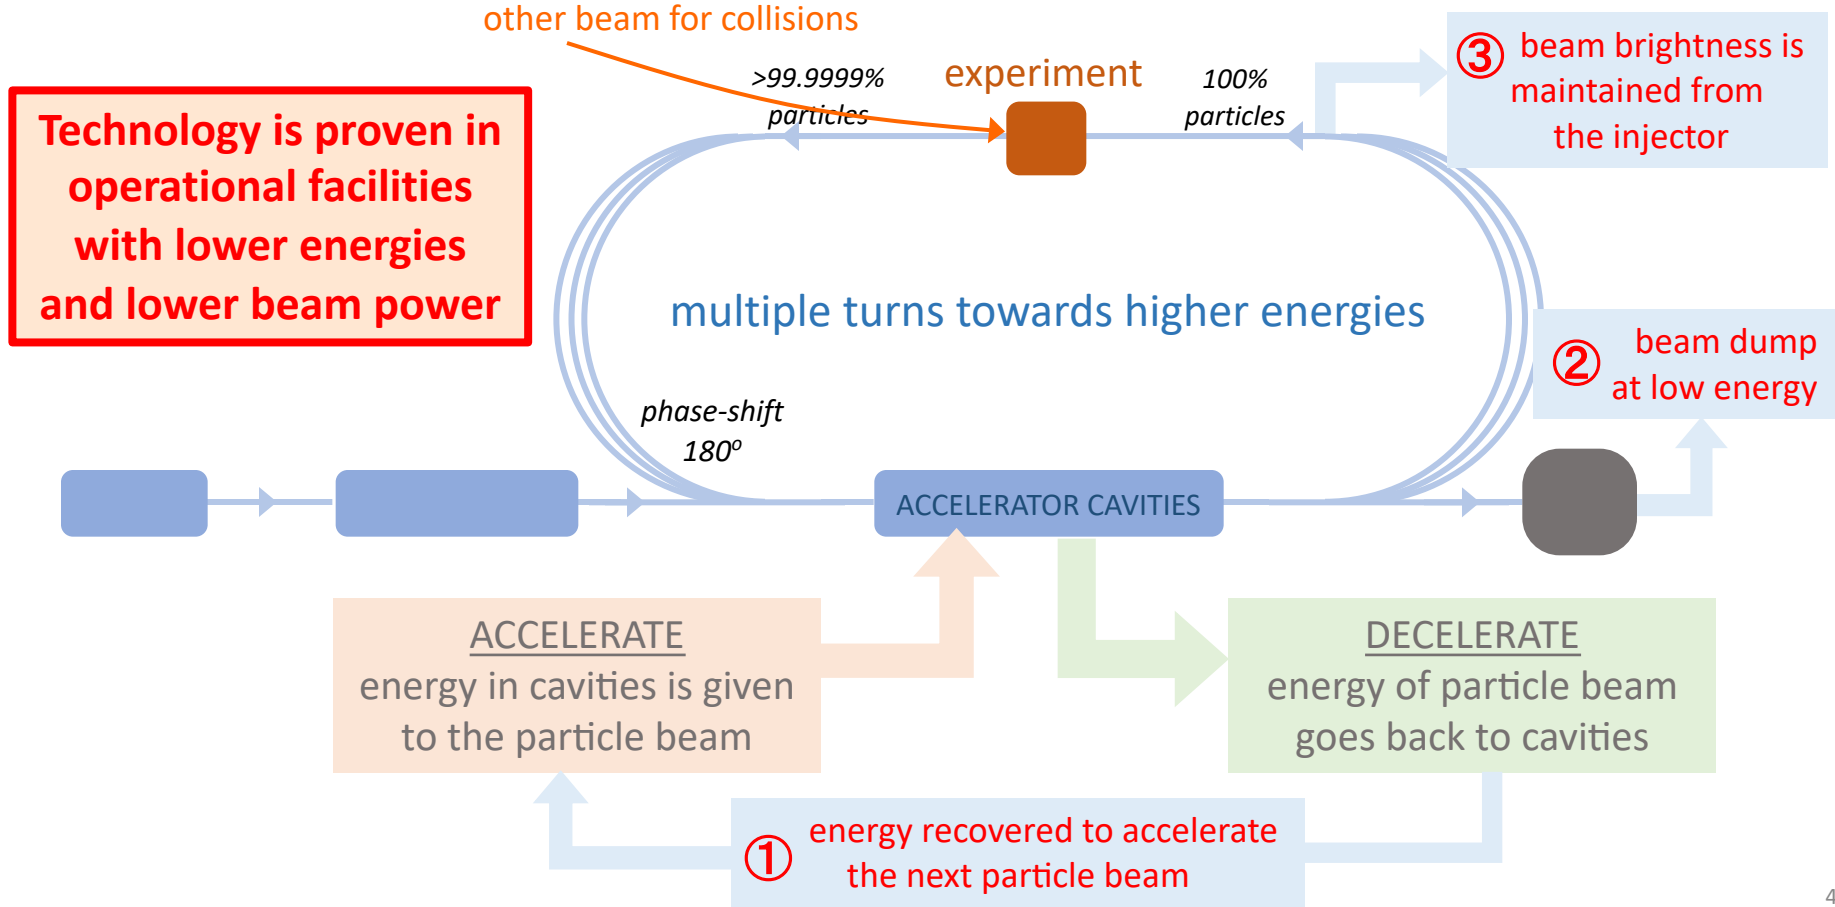 other beam for collisions
>99.9999%
particles
experiment
100%
particles
③ beam brightness is
maintained from
the injector
Technology is proven in
operational facilities
with lower energies
and lower beam power
multiple turns towards higher energies
② beam dump
at low energy
phase-shift
180º
ACCELERATOR CAVITIES
ACCELERATE
energy in cavities is given
to the particle beam
DECELERATE
energy of particle beam
goes back to cavities
① energy recovered to accelerate
the next particle beam
4